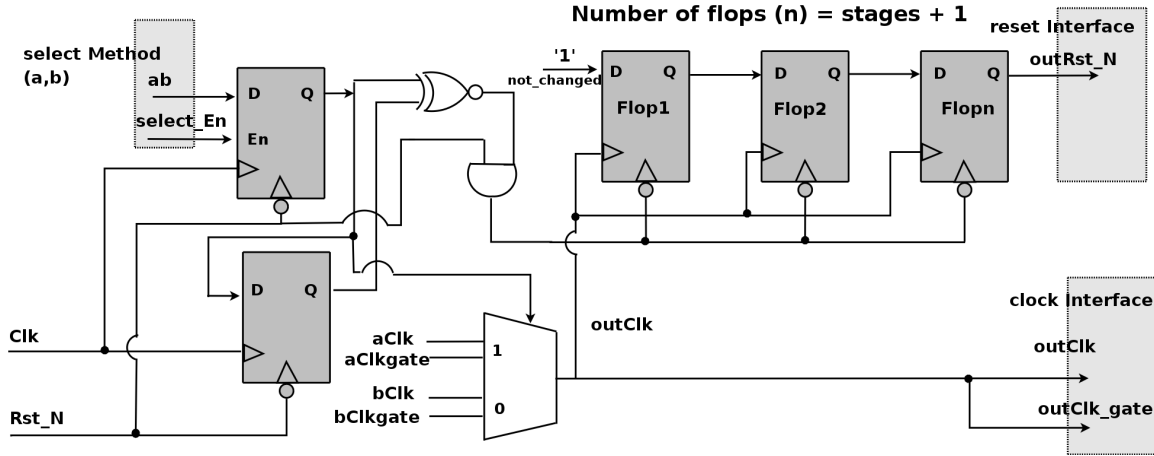 Number of flops (n) = stages + 1
reset Interface
select Method
(a,b)
'1'
not_changed
outRst_N
ab
select_En
D Q
En
D Q
Flop1
D Q
Flop2
D Q
Flopn
D Q
Clk
Rst_N
aClk
aClkgate
bClk
bClkgate
1
0
outClk
clock Interface
outClk
outClk_gate